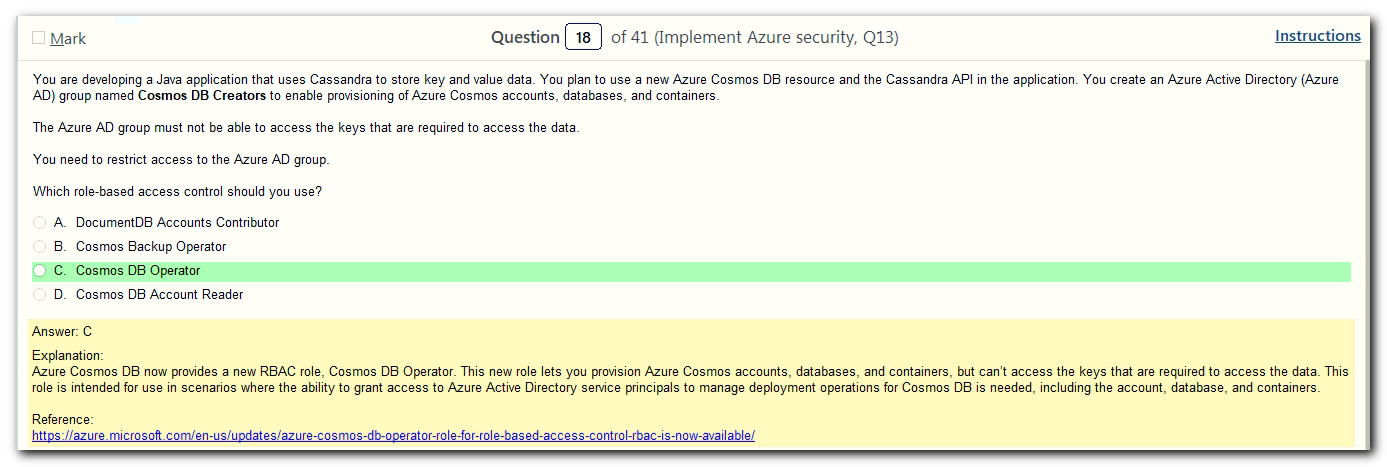 Mark Question 18 of 41 (Implement Azure security, Q13) Instructions
You are developing a Java application that uses Cassandra to store key and value data. You plan to use a new Azure Cosmos DB resource and the Cassandra API in the application. You create an Azure Active Directory (Azure
AD) group named Cosmos DB Creators to enable provisioning of Azure Cosmos accounts, databases, and containers.
The Azure AD group must not be able to access the keys that are required to access the data.
You need to restrict access to the Azure AD group.
Which role-based access control should you use?
A. DocumentDB Accounts Contributor
B. Cosmos Backup Operator
C. Cosmos DB Operator
D. Cosmos DB Account Reader
Answer: C
Explanation:
Azure Cosmos DB now provides a new RBAC role, Cosmos DB Operator. This new role lets you provision Azure Cosmos accounts, databases, and containers, but can't access the keys that are required to access the data. This
role is intended for use in scenarios where the ability to grant access to Azure Active Directory service principals to manage deployment operations for Cosmos DB is needed, including the account, database, and containers.
Reference:
https://azure.microsoft.com/en-us/updates/azure-cosmos-db-operator-role-for-role-based-access-control-rbac-is-now-available/